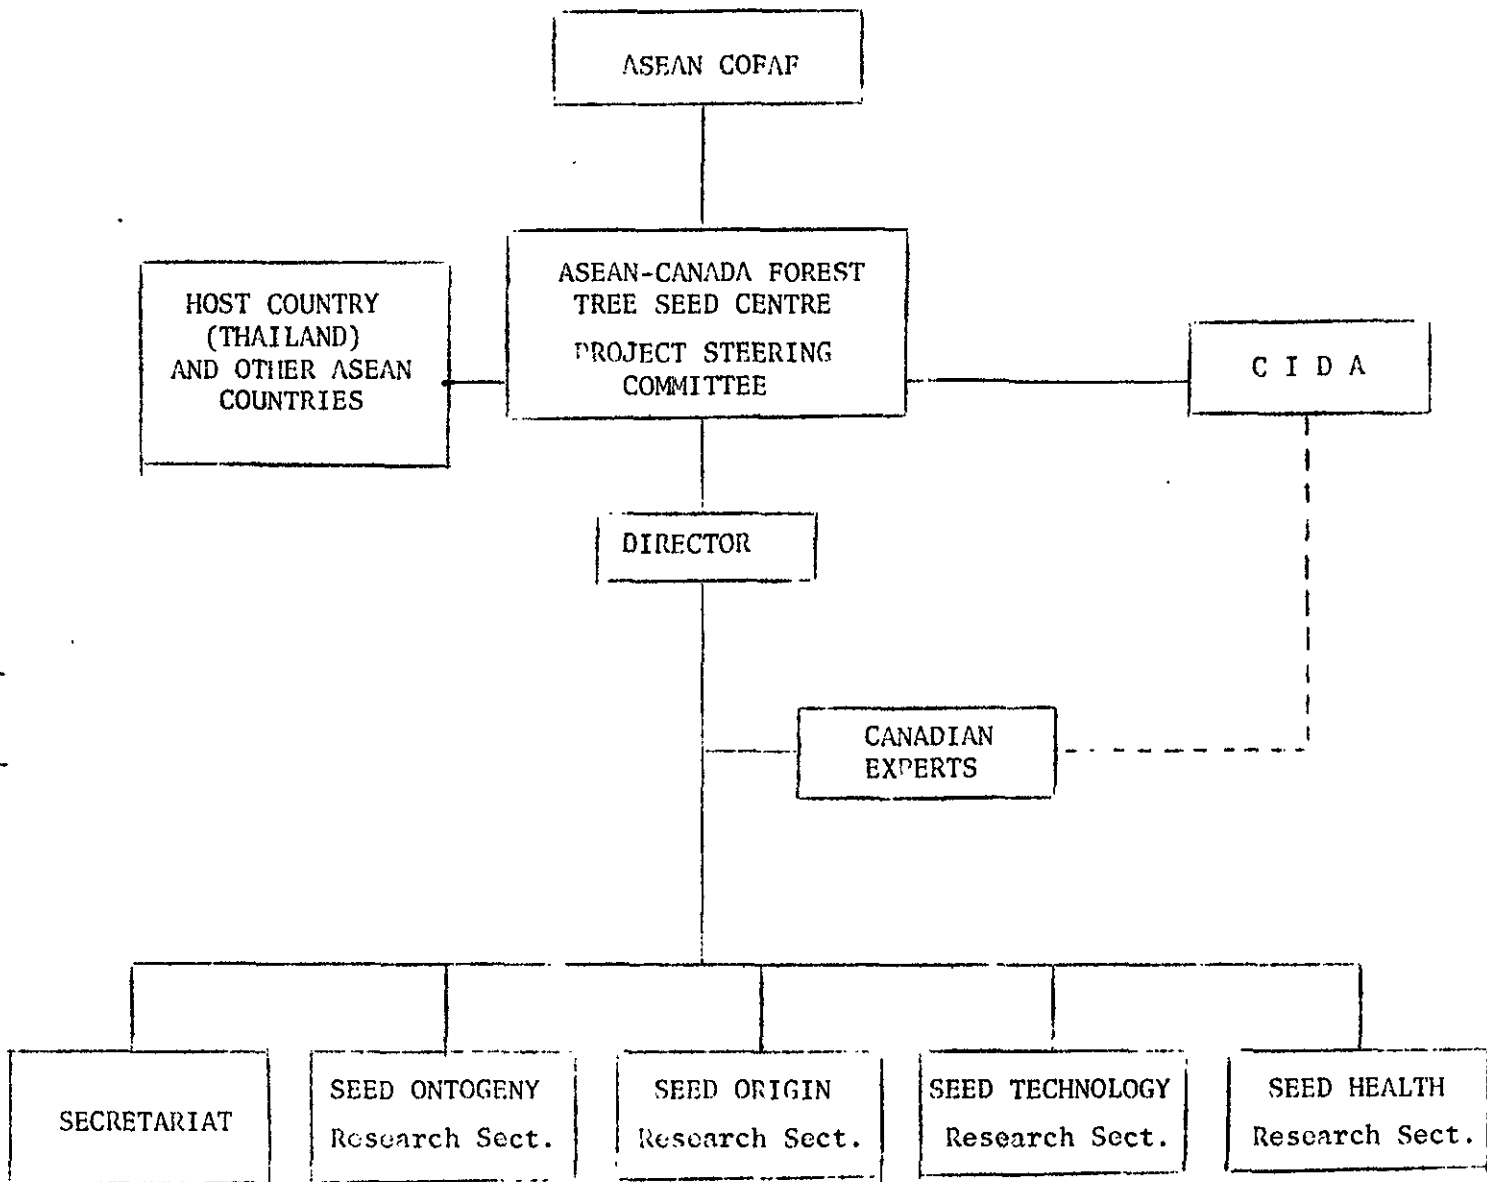 ASEAN COFAF
ASEAN-CANADA FOREST
TREE SEED CENTRE
PROJECT STEERING
COMMITTEE
HOST COUNTRY
(THAILAND)
AND OTHER ASEAN
COUNTRIES
C I D A
DIRECTOR
CANADIAN
EXPERTS
SECRETARIAT
SEED ONTOGENY
Research Sect.
SEED ORIGIN
Research Sect.
SEED TECHNOLOGY
Research Sect.
SEED HEALTH
Research Sect.